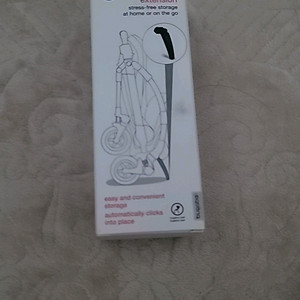 extension
stress-free storage
at home or on the go
easy and convenient
storage
automatically clicks
into place